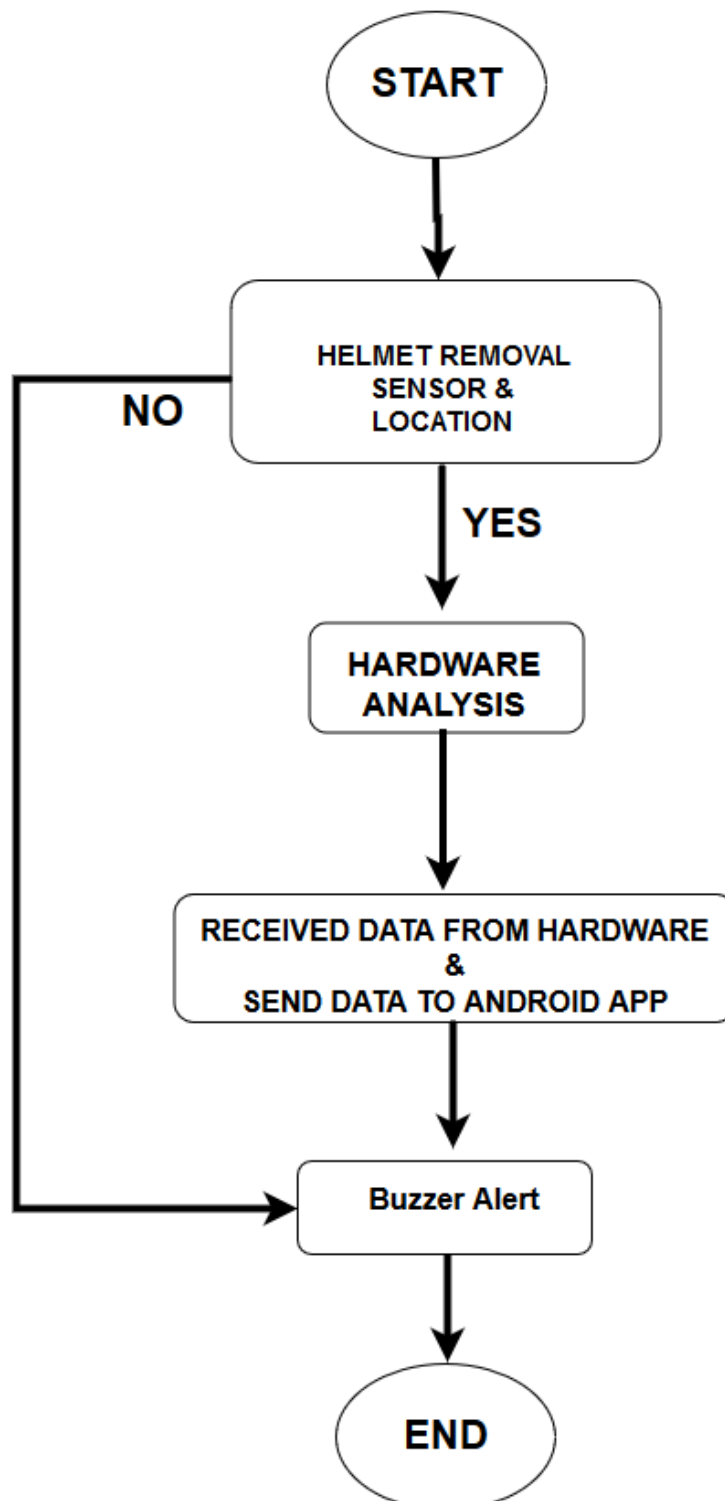 START
HELMET REMOVAL
SENSOR &
LOCATION
NO
YES
HARDWARE
ANALYSIS
RECEIVED DATA FROM HARDWARE
&
SEND DATA TO ANDROID APP
Buzzer Alert
END